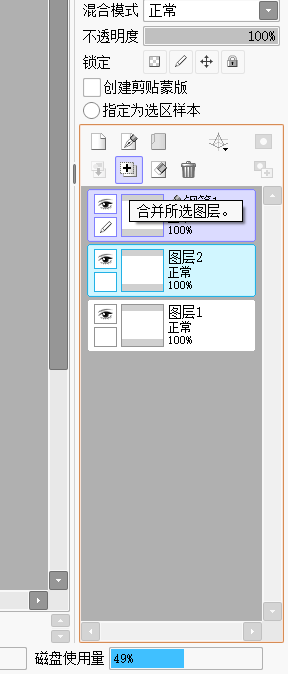 混合模式 正常
不透明度 100%
锁定
创建剪贴蒙版
指定为选区样本
合并所选图层。
100%
图层2
正常
100%
图层1
正常
100%
磁盘使用量 49%